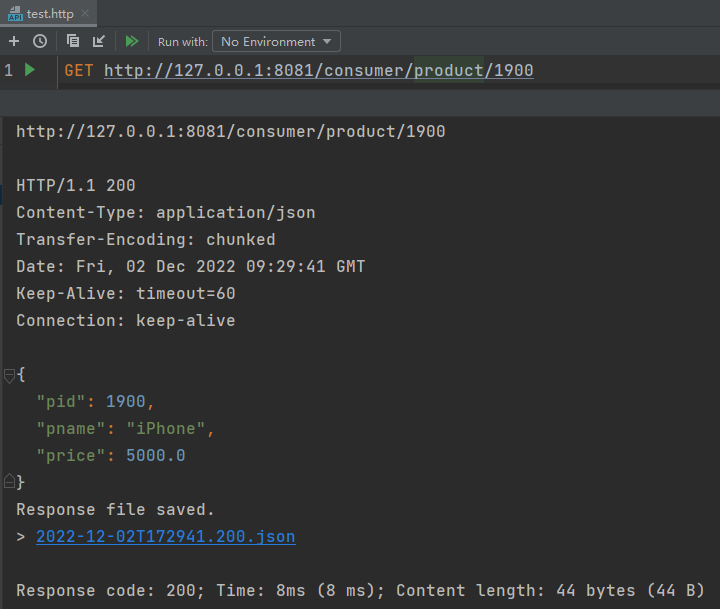 API test.http
Run with: No Environment
1 GET http://127.0.0.1:8081/consumer/product/1900
http://127.0.0.1:8081/consumer/product/1900
HTTP/1.1 200
Content-Type: application/json
Transfer-Encoding: chunked
Date: Fri, 02 Dec 2022 09:29:41 GMT
Keep-Alive: timeout=60
Connection: keep-alive
{
"pid": 1900,
"pname": "iPhone",
"price": 5000.0
}
Response file saved.
> 2022-12-02T172941.200.json
Response code: 200; Time: 8ms (8 ms); Content length: 44 bytes (44 B)